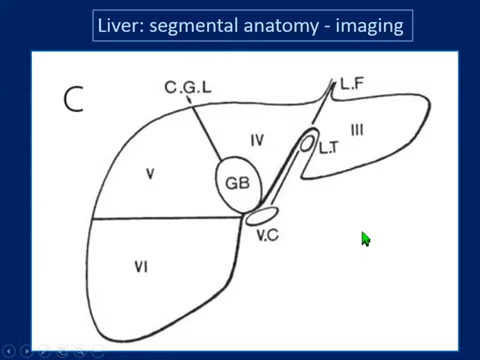 Liver: segmental anatomy - imaging
C
C.G.L
L.F
IV
III
L.T
V
GB
V.C
VI